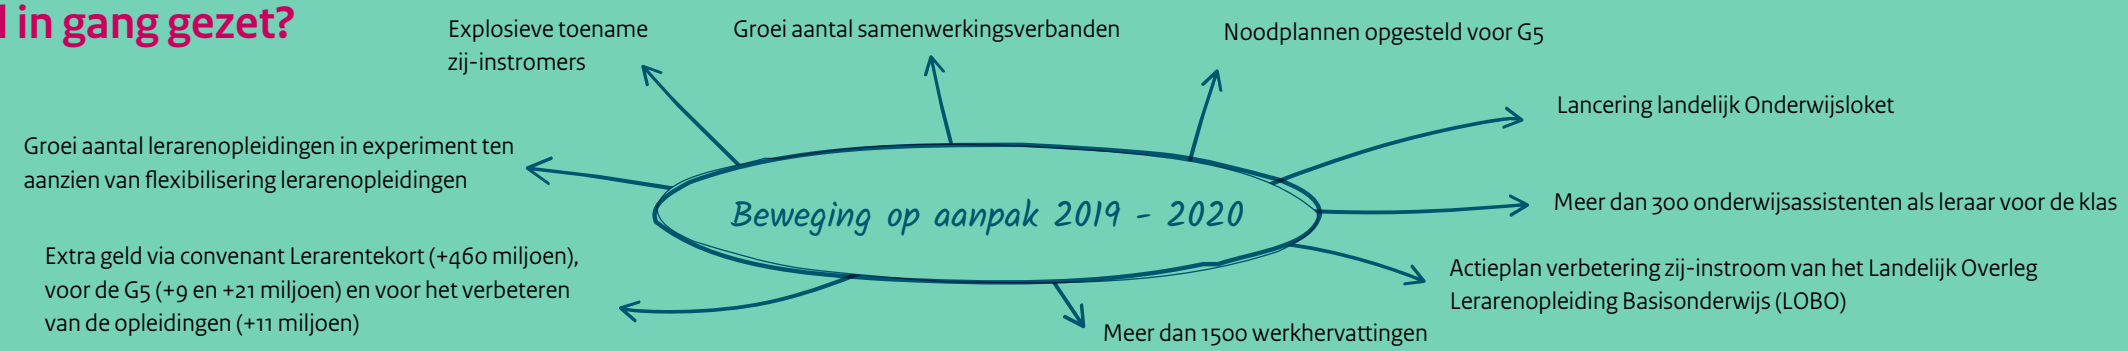 in gang gezet?
Explosieve toename
zij-instromers
Groei aantal samenwerkingsverbanden
Noodplannen opgesteld voor G5
Lancering landelijk Onderwijsloket
Groei aantal lerarenopleidingen in experiment ten
aanzien van flexibilisering lerarenopleidingen
Beweging op aanpak 2019 - 2020
Meer dan 300 onderwijsassistenten als leraar voor de klas
Extra geld via convenant Lerarentekort (+460 miljoen),
voor de G5 (+9 en +21 miljoen) en voor het verbeteren
van de opleidingen (+11 miljoen)
Actieplan verbetering zij-instroom van het Landelijk Overleg
Lerarenopleiding Basisonderwijs (LOBO)
Meer dan 1500 werkhervattingen